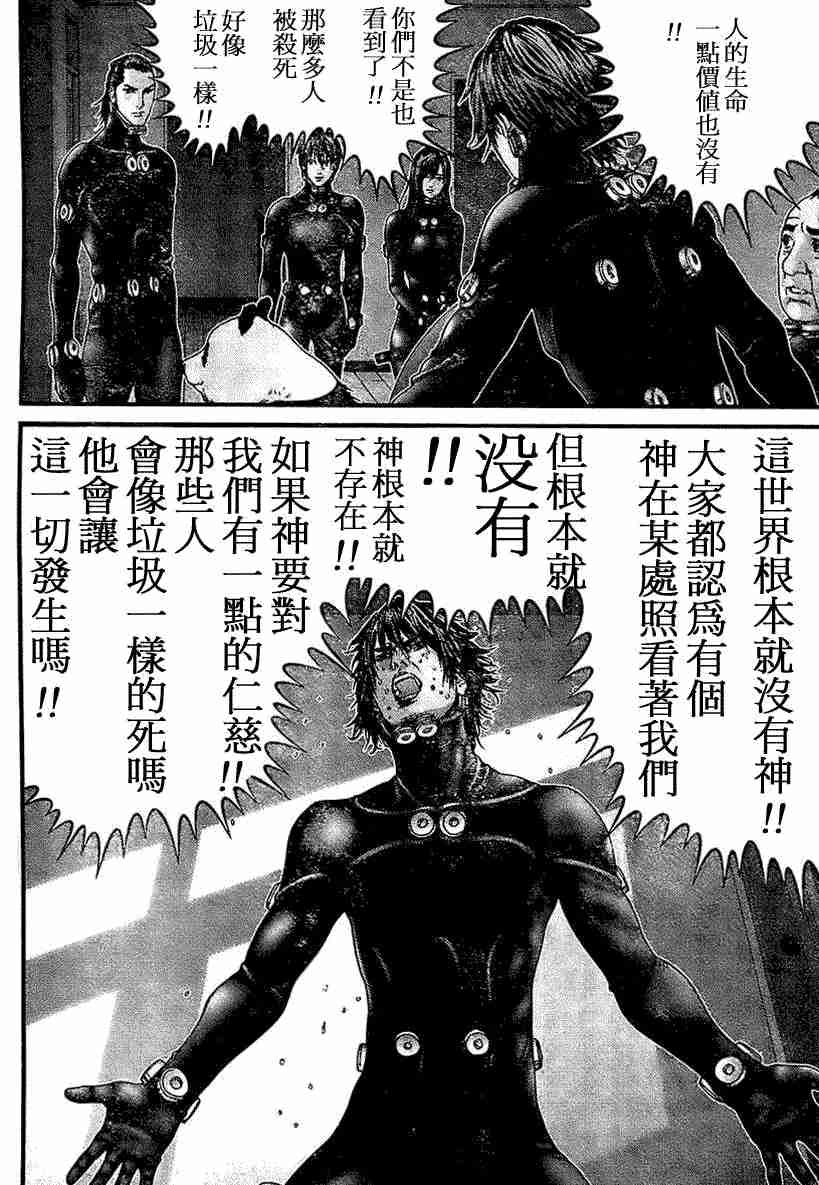 人的生命
一點價值也沒有
!!
你們不是也
看到了!!
那麼多人
被殺死
好像
垃圾一樣!!
這世界根本就沒有神!!
大家都認爲有個
神在某處照看著我們
但根本就
没有
!!
神根本就
不存在!!
如果神要對
我們有一點的仁慈!!
那些人
會像垃圾一樣的死嗎
他會讓
這一切發生嗎!!